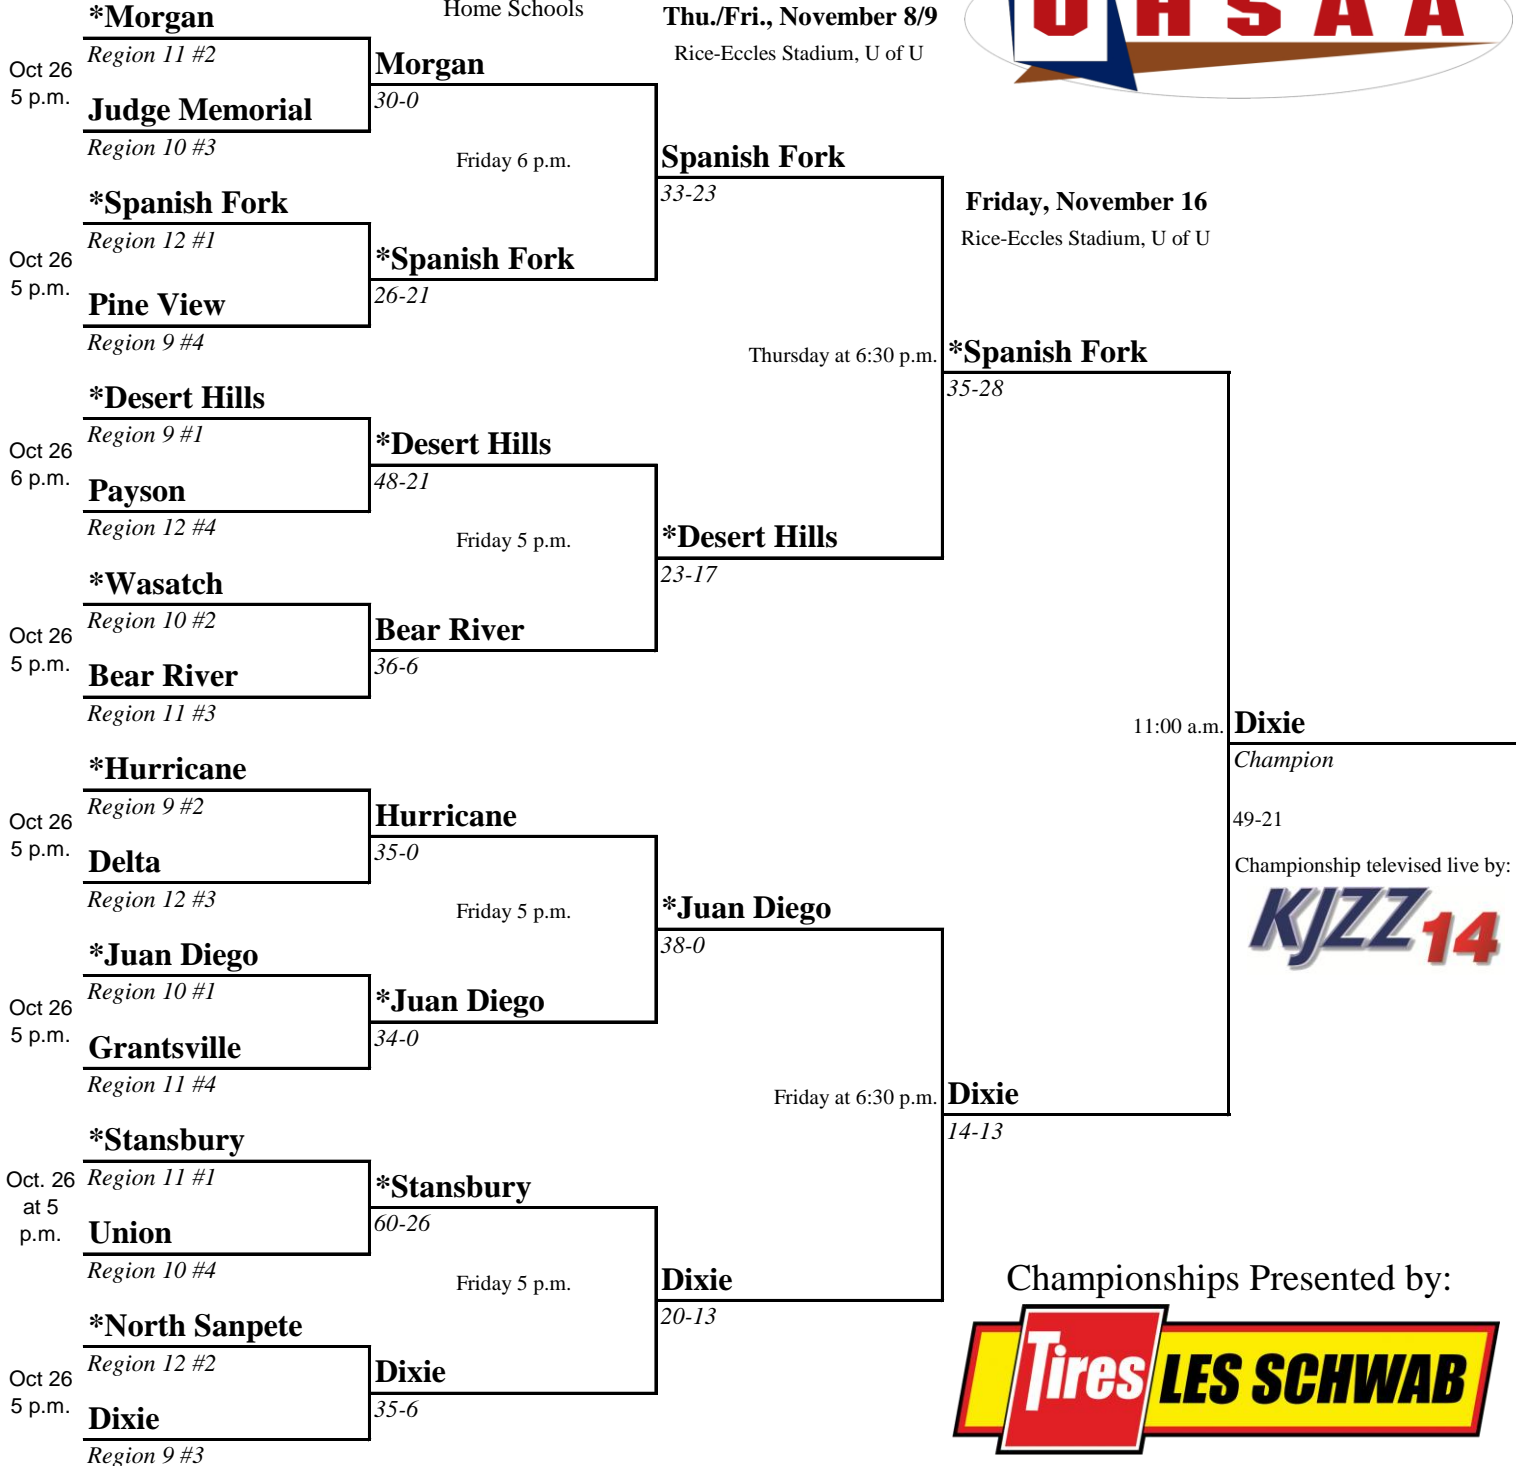 *Morgan
Home Schools
Thu./Fri., November 8/9
UHSAA
Region 11 #2
Rice-Eccles Stadium, U of U
Oct 26
5 p.m.
Morgan
Judge Memorial
30-0
Region 10 #3
Friday 6 p.m.
Spanish Fork
*Spanish Fork
33-23
Friday, November 16
Region 12 #1
Rice-Eccles Stadium, U of U
Oct 26
5 p.m.
*Spanish Fork
Pine View
26-21
Region 9 #4
Thursday at 6:30 p.m.
*Spanish Fork
*Desert Hills
35-28
Region 9 #1
Oct 26
6 p.m.
*Desert Hills
Payson
48-21
Region 12 #4
Friday 5 p.m.
*Desert Hills
*Wasatch
23-17
Region 10 #2
Oct 26
5 p.m.
Bear River
Bear River
36-6
Region 11 #3
11:00 a.m.
Dixie
*Hurricane
Champion
Region 9 #2
Oct 26
5 p.m.
Hurricane
49-21
Delta
35-0
Championship televised live by:
Region 12 #3
Friday 5 p.m.
*Juan Diego
KJZZ 14
*Juan Diego
38-0
Region 10 #1
Oct 26
5 p.m.
*Juan Diego
Grantsville
34-0
Region 11 #4
Friday at 6:30 p.m.
Dixie
*Stansbury
14-13
Region 11 #1
Oct. 26
at 5
p.m.
*Stansbury
Union
60-26
Region 10 #4
Friday 5 p.m.
Dixie
Championships Presented by:
*North Sanpete
20-13
Region 12 #2
Tires LES SCHWAB
Oct 26
5 p.m.
Dixie
Dixie
35-6
Region 9 #3